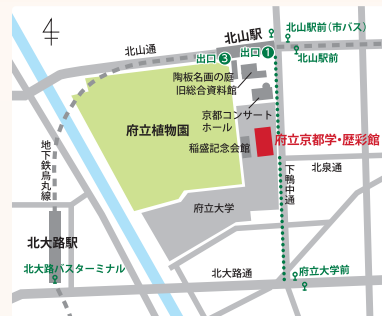 北山駅
北山駅前(市バス)
出口1
出口3
北山通
北山駅前
陶板名画の庭
旧総合資料館
京都コンサート
ホール
府立植物園
府立京都学・歴彩館
稲盛記念会館
地下鉄烏丸線
下鴨中通
北泉通
府立大学
北大路駅
北大路バスターミナル
北大路通
府立大学前